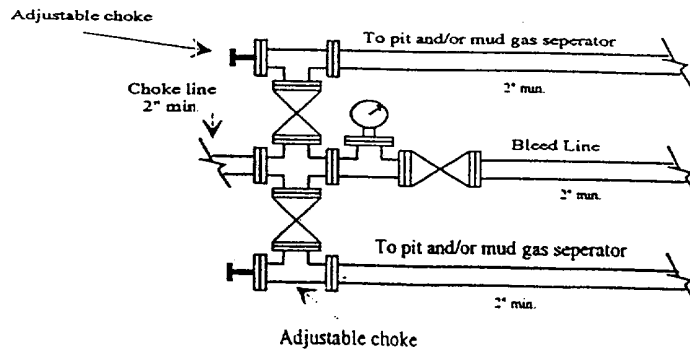 Adjustable choke
To pit and/or mud gas seperator
2" min.
Choke line
2" min.
Bleed Line
2" min.
To pit and/or mud gas seperator
2" min.
Adjustable choke